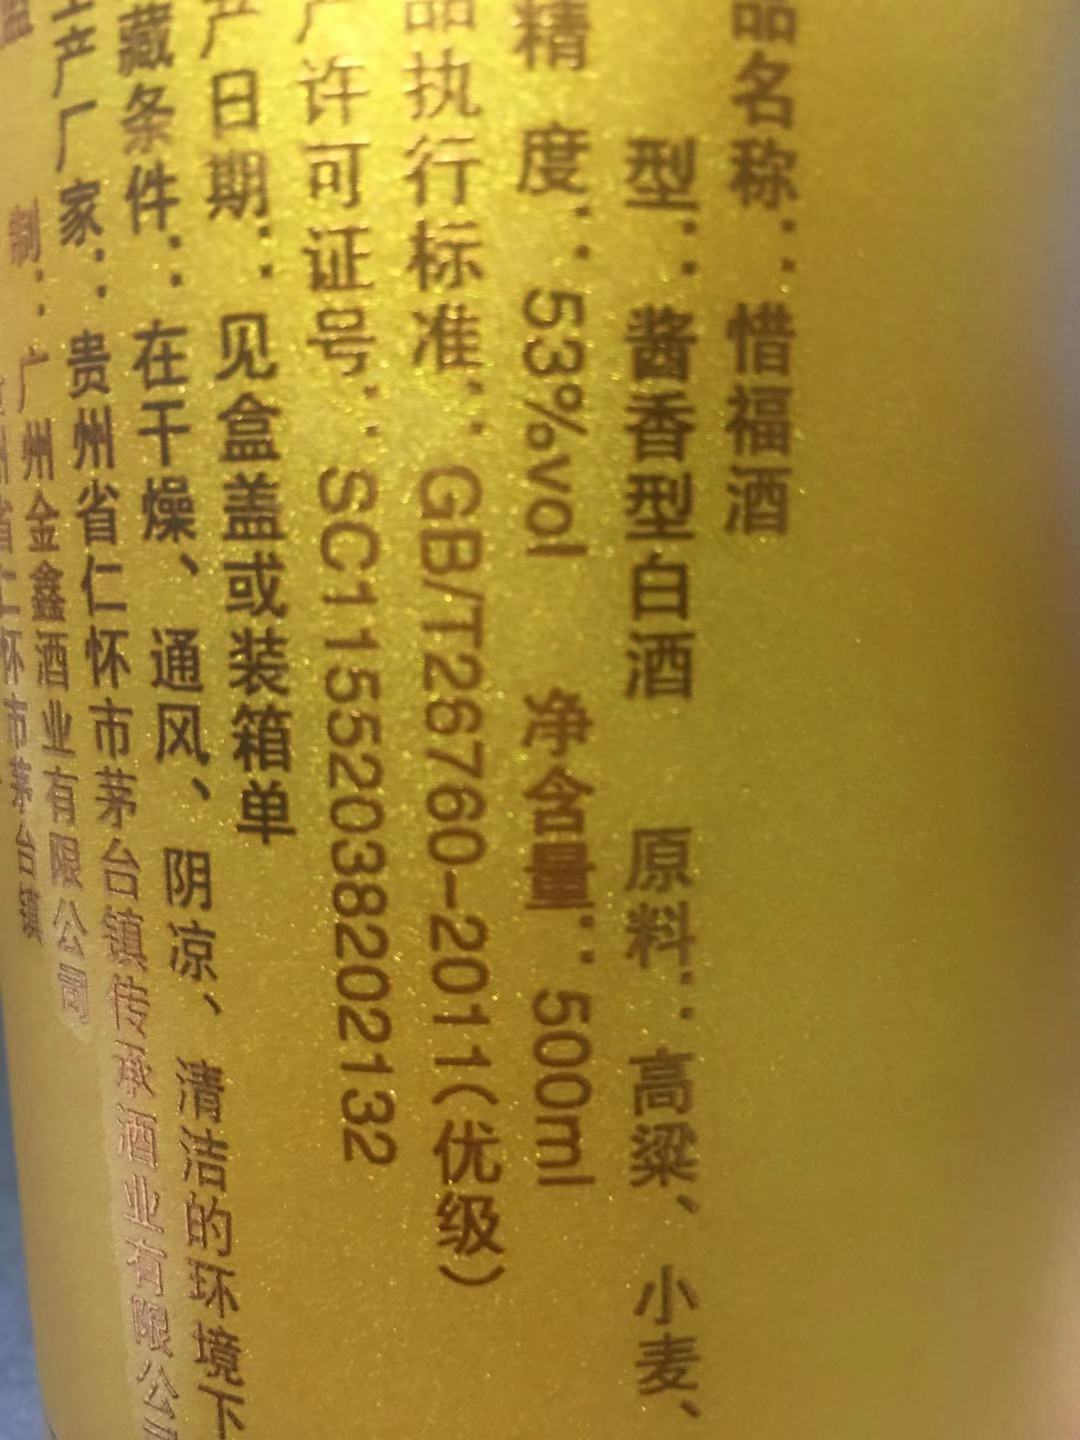 品名称：惜福酒
型：酱香型白酒 原料：高粱、小麦、
精 度：53%vol 净含量：500ml
品执行标准：GB/T26760-2011（优级）
产许可证号：SC11552038202132
产日期：见盒盖或装箱单
藏条件：在干燥、通风、阴凉、清洁的环境下
生产厂家：贵州省仁怀市茅台镇传承酒业有限公司
制：广州金鑫酒业有限公司
州省仁怀市茅台镇